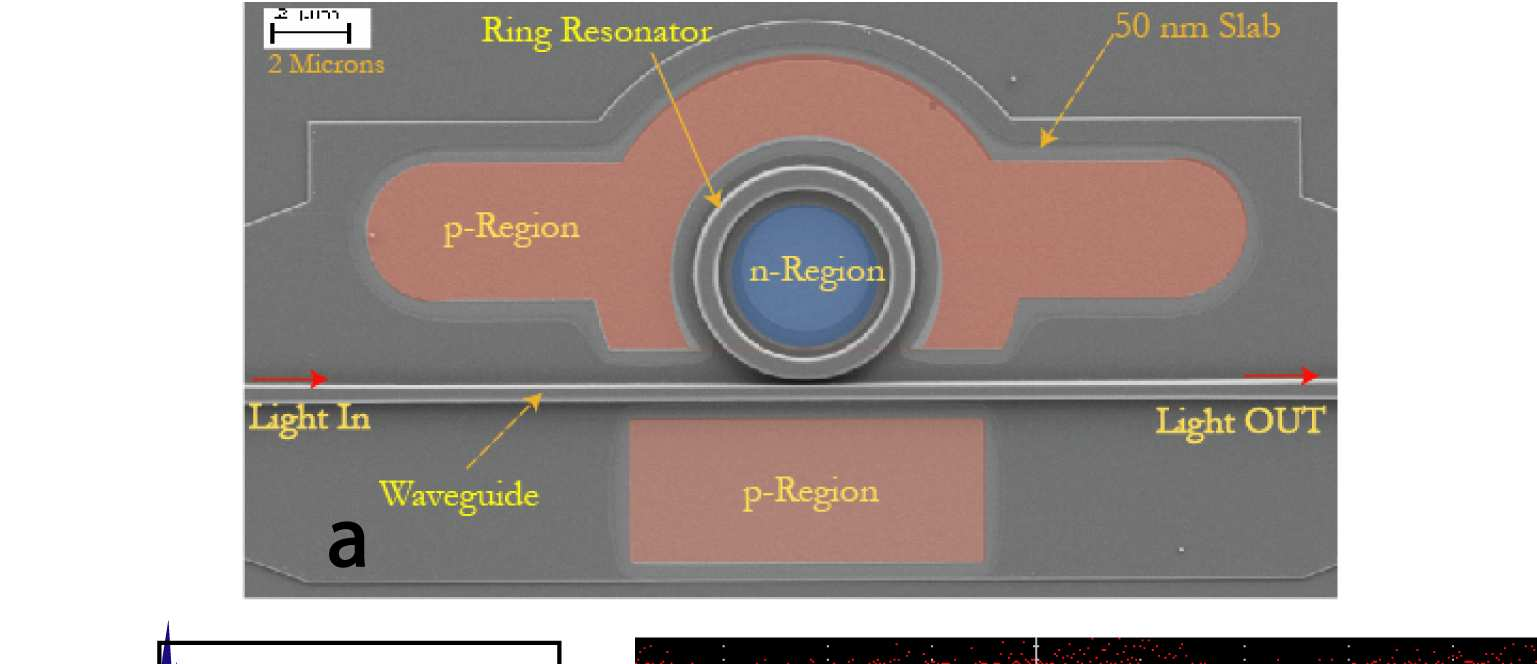 2 µm
Ring Resonator
50 nm Slab
2 Microns
p-Region
n-Region
Light In
Light OUT
Waveguide
p-Region
a